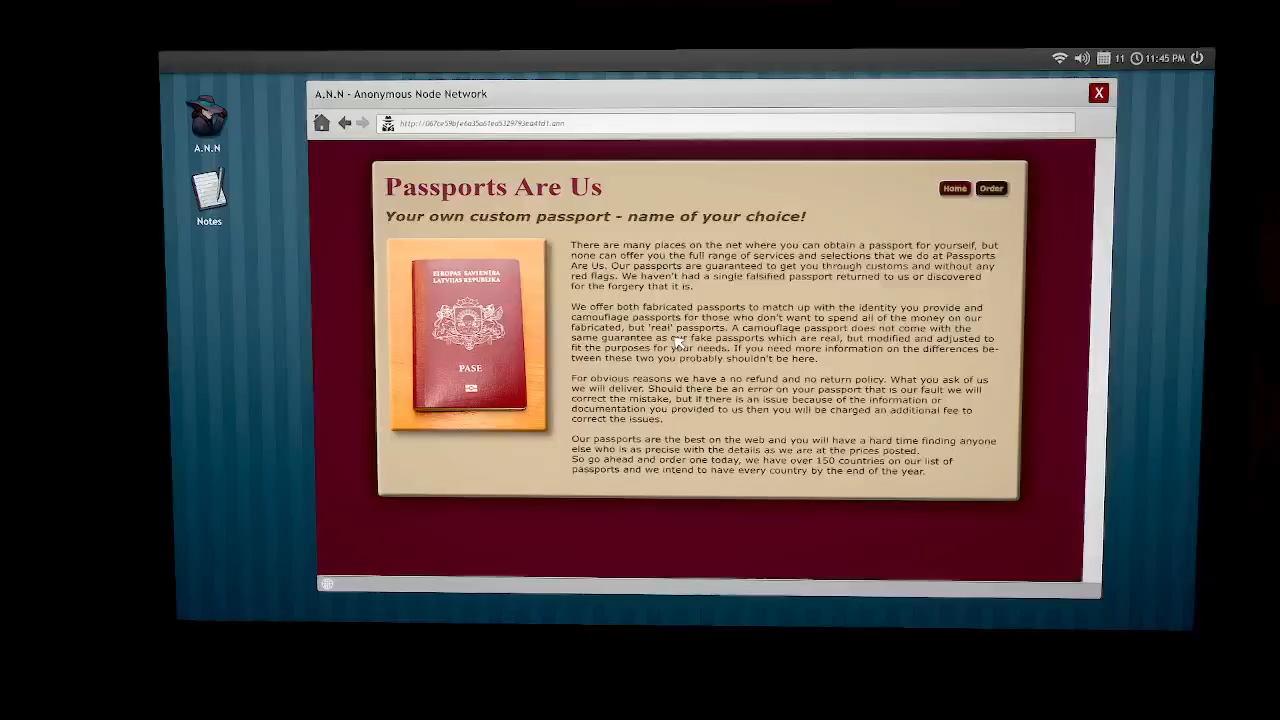 11 11:45 PM
A.N.N - Anonymous Node Network
X
A.N.N
Notes
Passports Are Us
Home Order
Your own custom passport - name of your choice!
EIROPAS SAVIENĪBA
LATVIJAS REPUBLIKA
PASE
There are many places on the net where you can obtain a passport for yourself, but
none can offer you the full range of services and selections that we do at Passports
Are Us. Our passports are guaranteed to get you through customs and without any
red flags. We haven't had a single falsified passport returned to us or discovered
for the forgery that it is.
We offer both fabricated passports to match up with the identity you provide and
camouflage passports for those who don't want to spend all of the money on our
fabricated, but 'real' passports. A camouflage passport does not come with the
same guarantee as our fake passports which are real, but modified and adjusted to
fit the purposes for your needs. If you need more information on the differences be-
tween these two you probably shouldn't be here.
For obvious reasons we have a no refund and no return policy. What you ask of us
we will deliver. Should there be an error on your passport that is our fault we will
correct the mistake, but if there is an issue because of the information or
documentation you provided to us then you will be charged an additional fee to
correct the issues.
Our passports are the best on the web and you will have a hard time finding anyone
else who is as precise with the details as we are at the prices posted.
So go ahead and order one today, we have over 150 countries on our list of
passports and we intend to have every country by the end of the year.